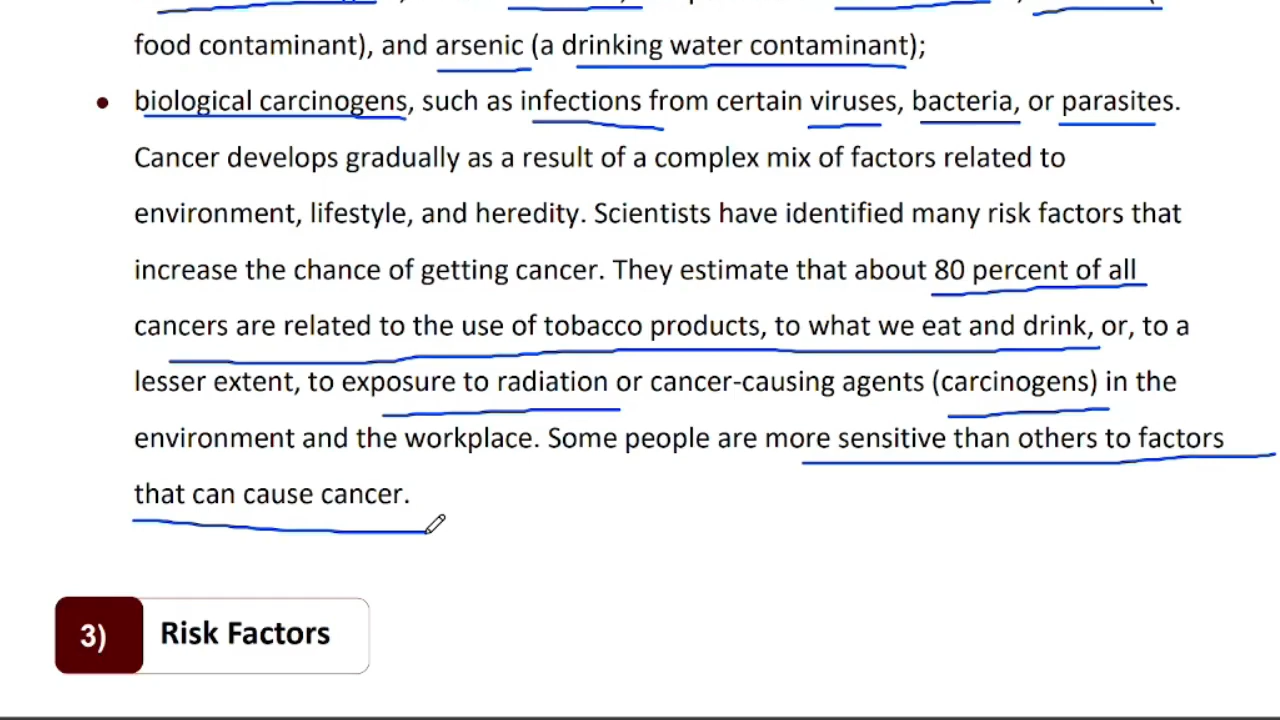 food contaminant), and arsenic (a drinking water contaminant);
• biological carcinogens, such as infections from certain viruses, bacteria, or parasites.
Cancer develops gradually as a result of a complex mix of factors related to
environment, lifestyle, and heredity. Scientists have identified many risk factors that
increase the chance of getting cancer. They estimate that about 80 percent of all
cancers are related to the use of tobacco products, to what we eat and drink, or, to a
lesser extent, to exposure to radiation or cancer-causing agents (carcinogens) in the
environment and the workplace. Some people are more sensitive than others to factors
that can cause cancer.
3) Risk Factors